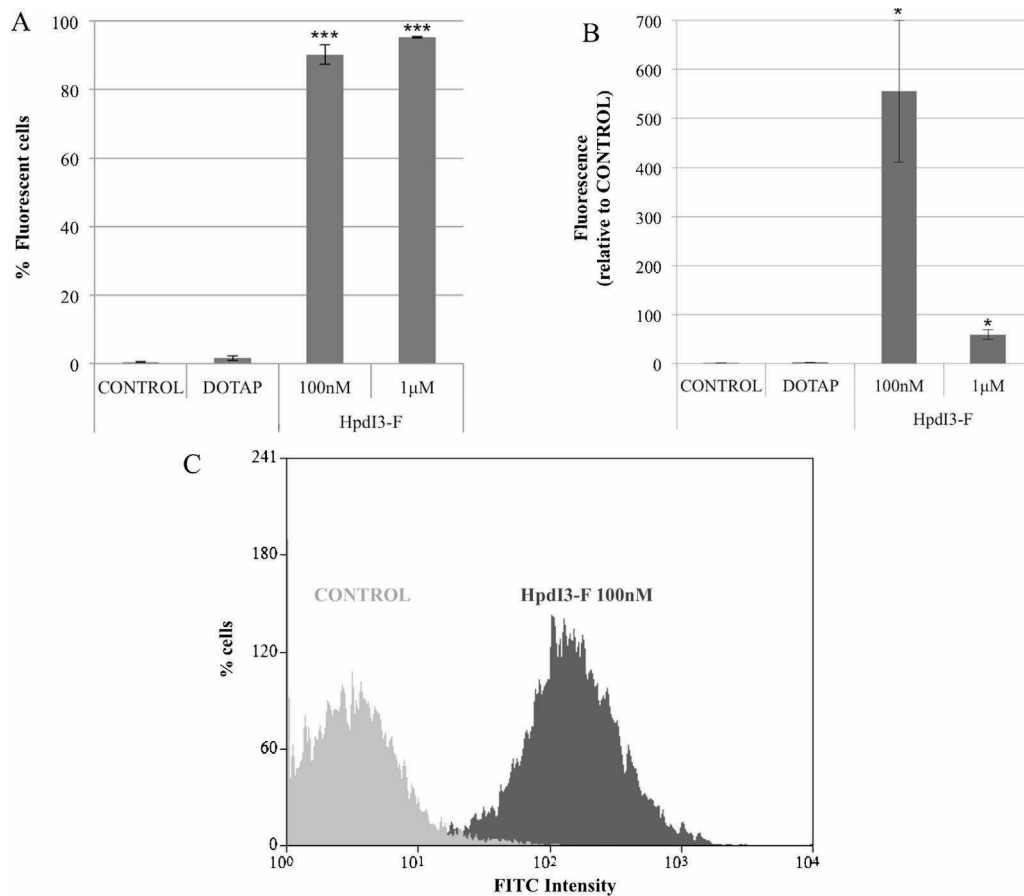 A
100
80
60
40
20
0
% Fluorescent cells
***
***
CONTROL
DOTAP
100nM
1μM
HpdI3-F
B
700
600
500
400
300
200
100
0
Fluorescence
(relative to CONTROL)
*
*
CONTROL
DOTAP
100nM
1μM
HpdI3-F
C
241
180
120
60
0
% cells
CONTROL
HpdI3-F 100nM
10⁰
10¹
10²
10³
10⁴
FITC Intensity